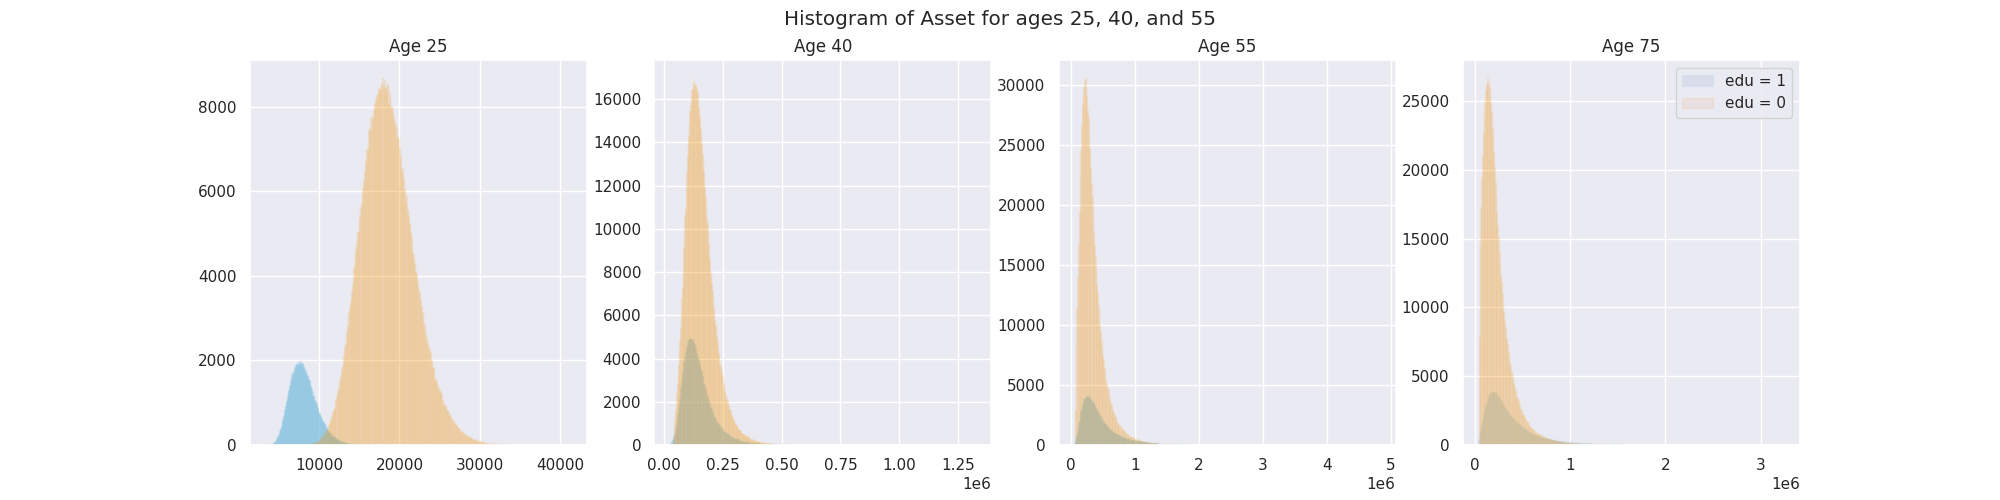 Histogram of Asset for ages 25, 40, and 55
Age 25
8000
6000
4000
2000
0
10000 20000 30000 40000
Age 40
16000
14000
12000
10000
8000
6000
4000
2000
0
0.00 0.25 0.50 0.75 1.00 1.25
1e6
Age 55
30000
25000
20000
15000
10000
5000
0
0 1 2 3 4 5
1e6
Age 75
edu = 1
edu = 0
25000
20000
15000
10000
5000
0
0 1 2 3
1e6